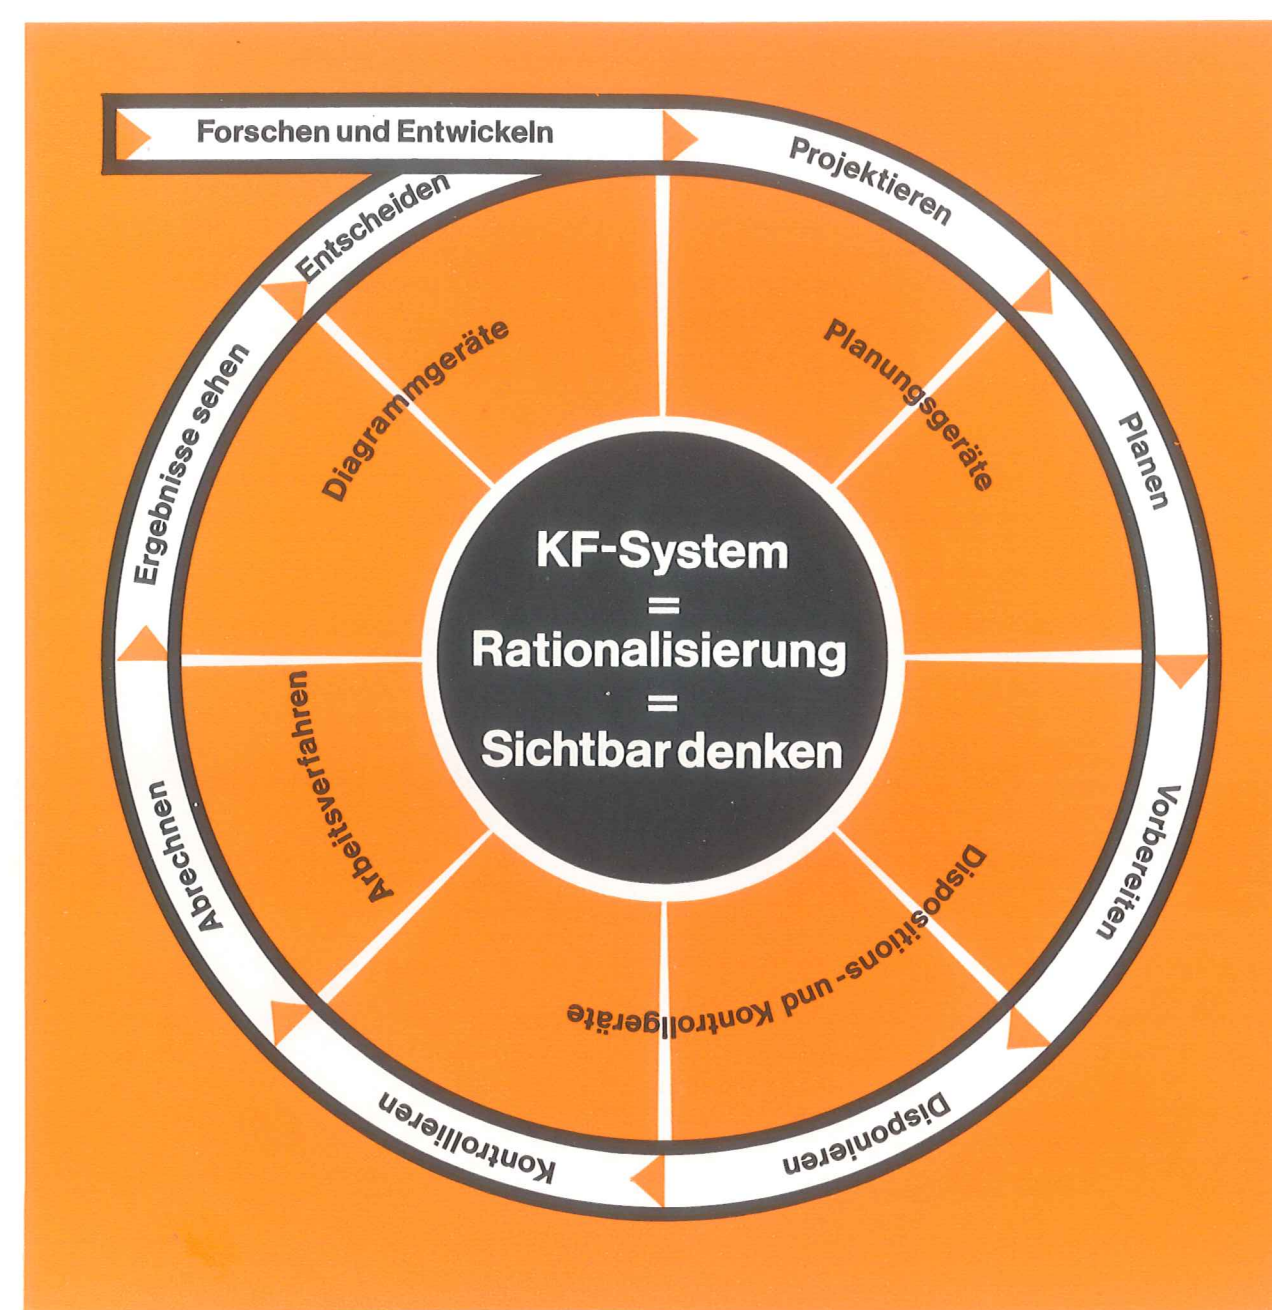 Forschen und Entwickeln
Projektieren
Planen
Vorbereiten
Disponieren
Kontrollieren
Abrechnen
Ergebnisse sehen
Entscheiden
Planungsgeräte
Dispositions- und Kontrollgeräte
Arbeitsverfahren
Diagrammgeräte
KF-System
=
Rationalisierung
=
Sichtbar denken